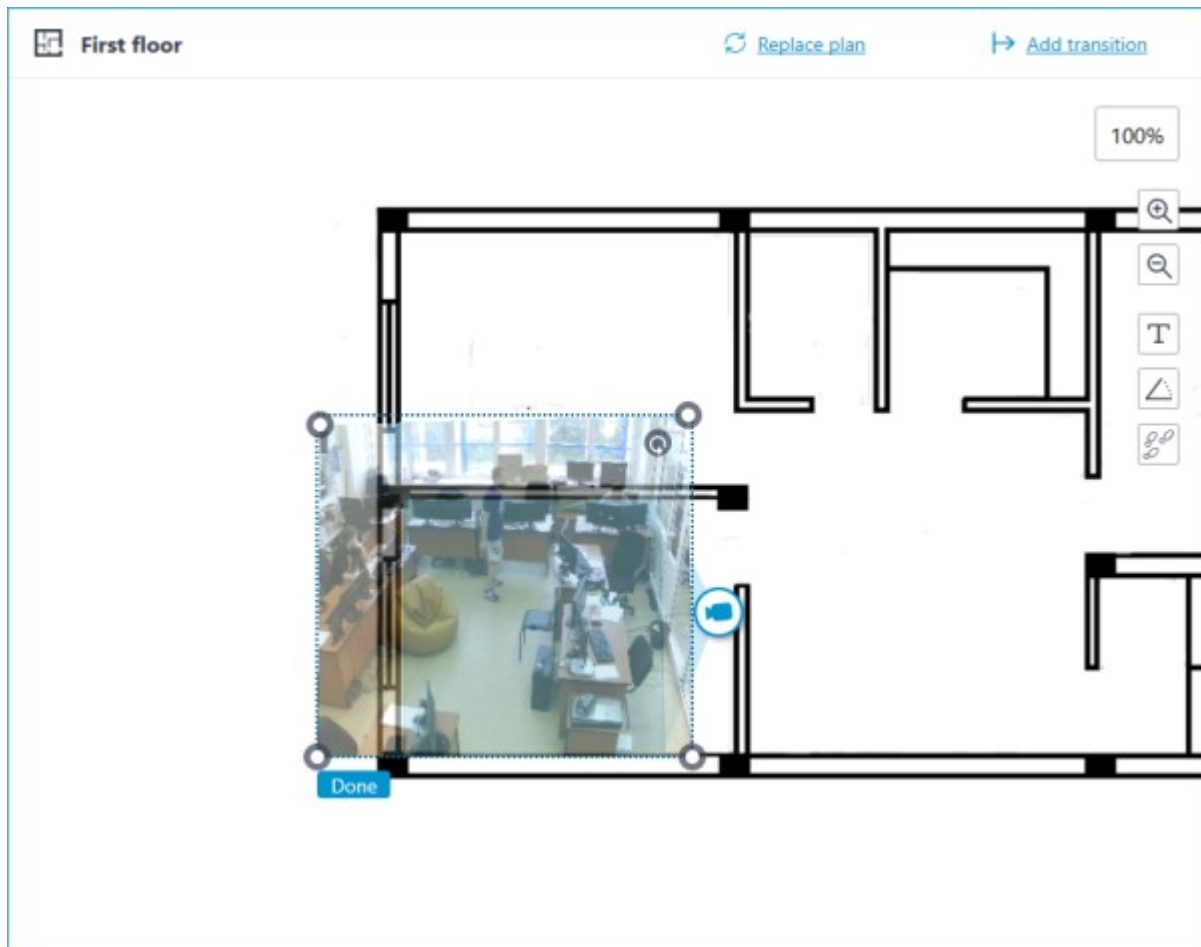 First floor
Replace plan
Add transition
100%
T
Done